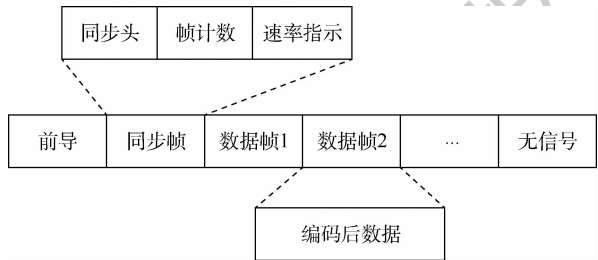 同步头 帧计数 速率指示
前导 同步帧 数据帧1 数据帧2 … 无信号
编码后数据